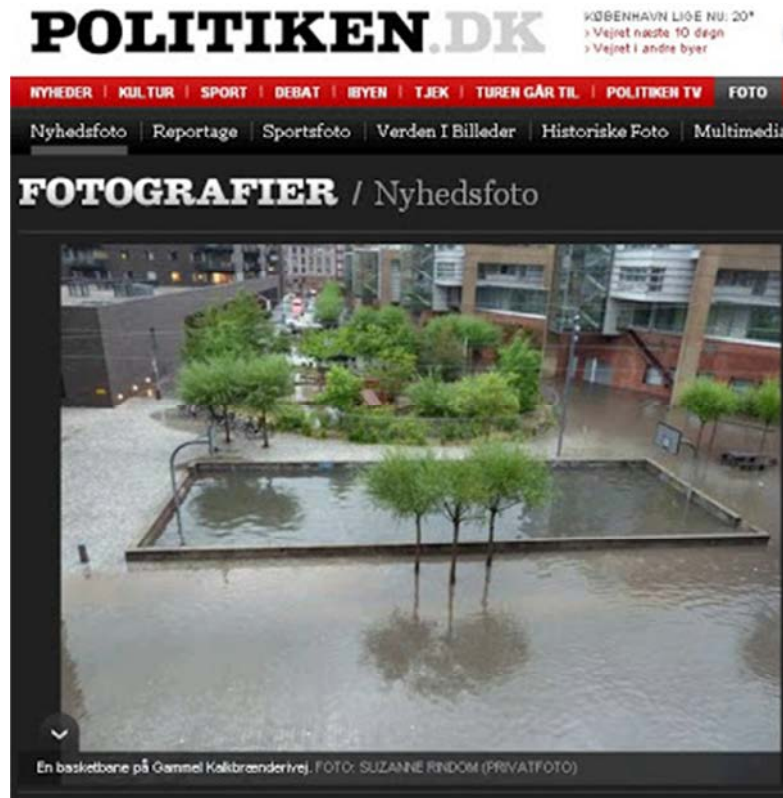 POLITIKEN.DK
KØBENHAVN LIGE NU: 20°
› Vejret næste 10 døgn
› Vejret i andre byer
NYHEDER | KULTUR | SPORT | DEBAT | IBYEN | TJEK | TUREN GÅR TIL | POLITIKEN TV FOTO
Nyhedsfoto | Reportage | Sportsfoto | Verden I Billeder | Historiske Foto | Multimedi
FOTOGRAFIER / Nyhedsfoto
En basketbane på Gammel Kalkbrænderivej. FOTO: SUZANNE RINDOM (PRIVATFOTO)